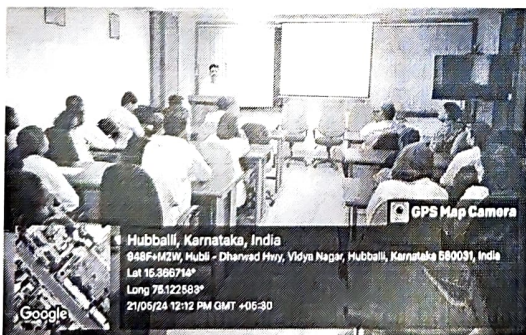 GPS Map Camera
Hubballi, Karnataka, India
948F+M2W, Hubli - Dharwad Hwy, Vidya Nagar, Hubballi, Karnataka 580031, India
Lat 15.366714°
Long 75.122583°
21/05/24 12:12 PM GMT +05:30
Google